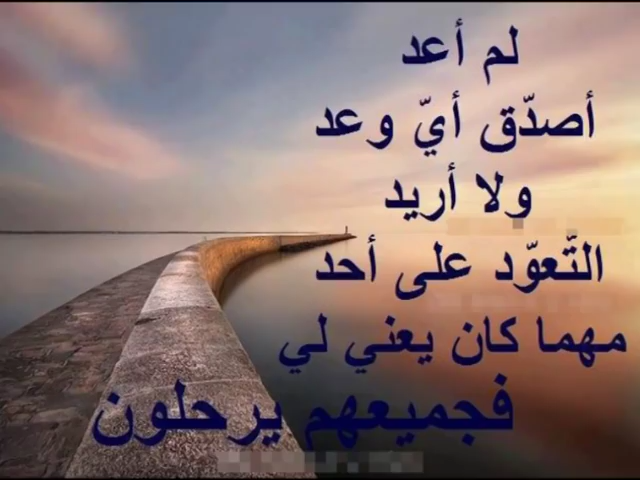 لم أعد
أصدّق أيّ وعد
ولا أريد
التّعوّد على أحد
مهما كان يعني لي
فجميعهم يرحلون